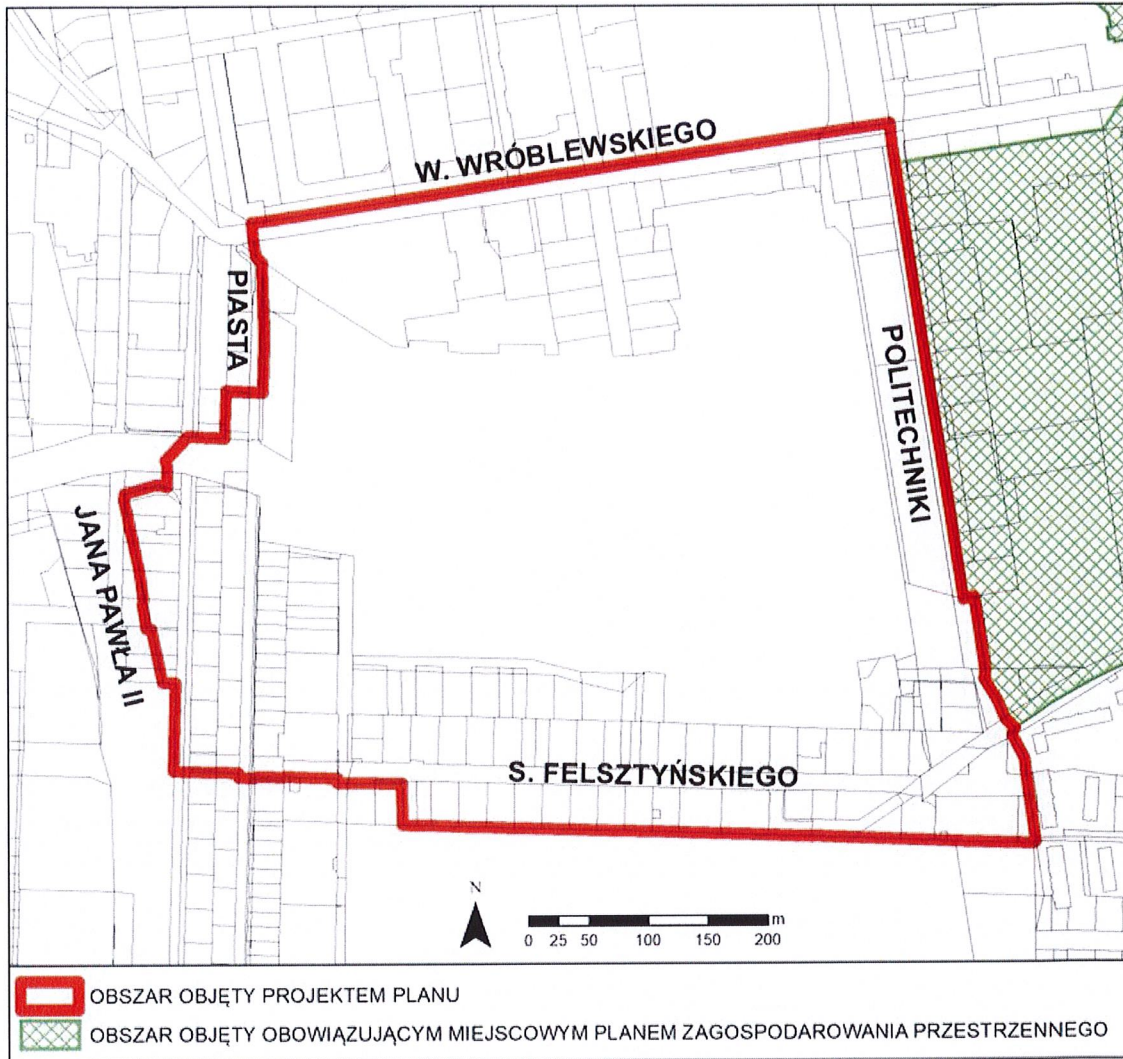 W. WRÓBLEWSKIEGO
PIASTA
POLITECHNIKI
JANA PAWŁA II
S. FELSZTYŃSKIEGO
N
m
0 25 50 100 150 200
OBSZAR OBJĘTY PROJEKTEM PLANU
OBSZAR OBJĘTY OBOWIĄZUJĄCYM MIEJSCOWYM PLANEM ZAGOSPODAROWANIA PRZESTRZENNEGO